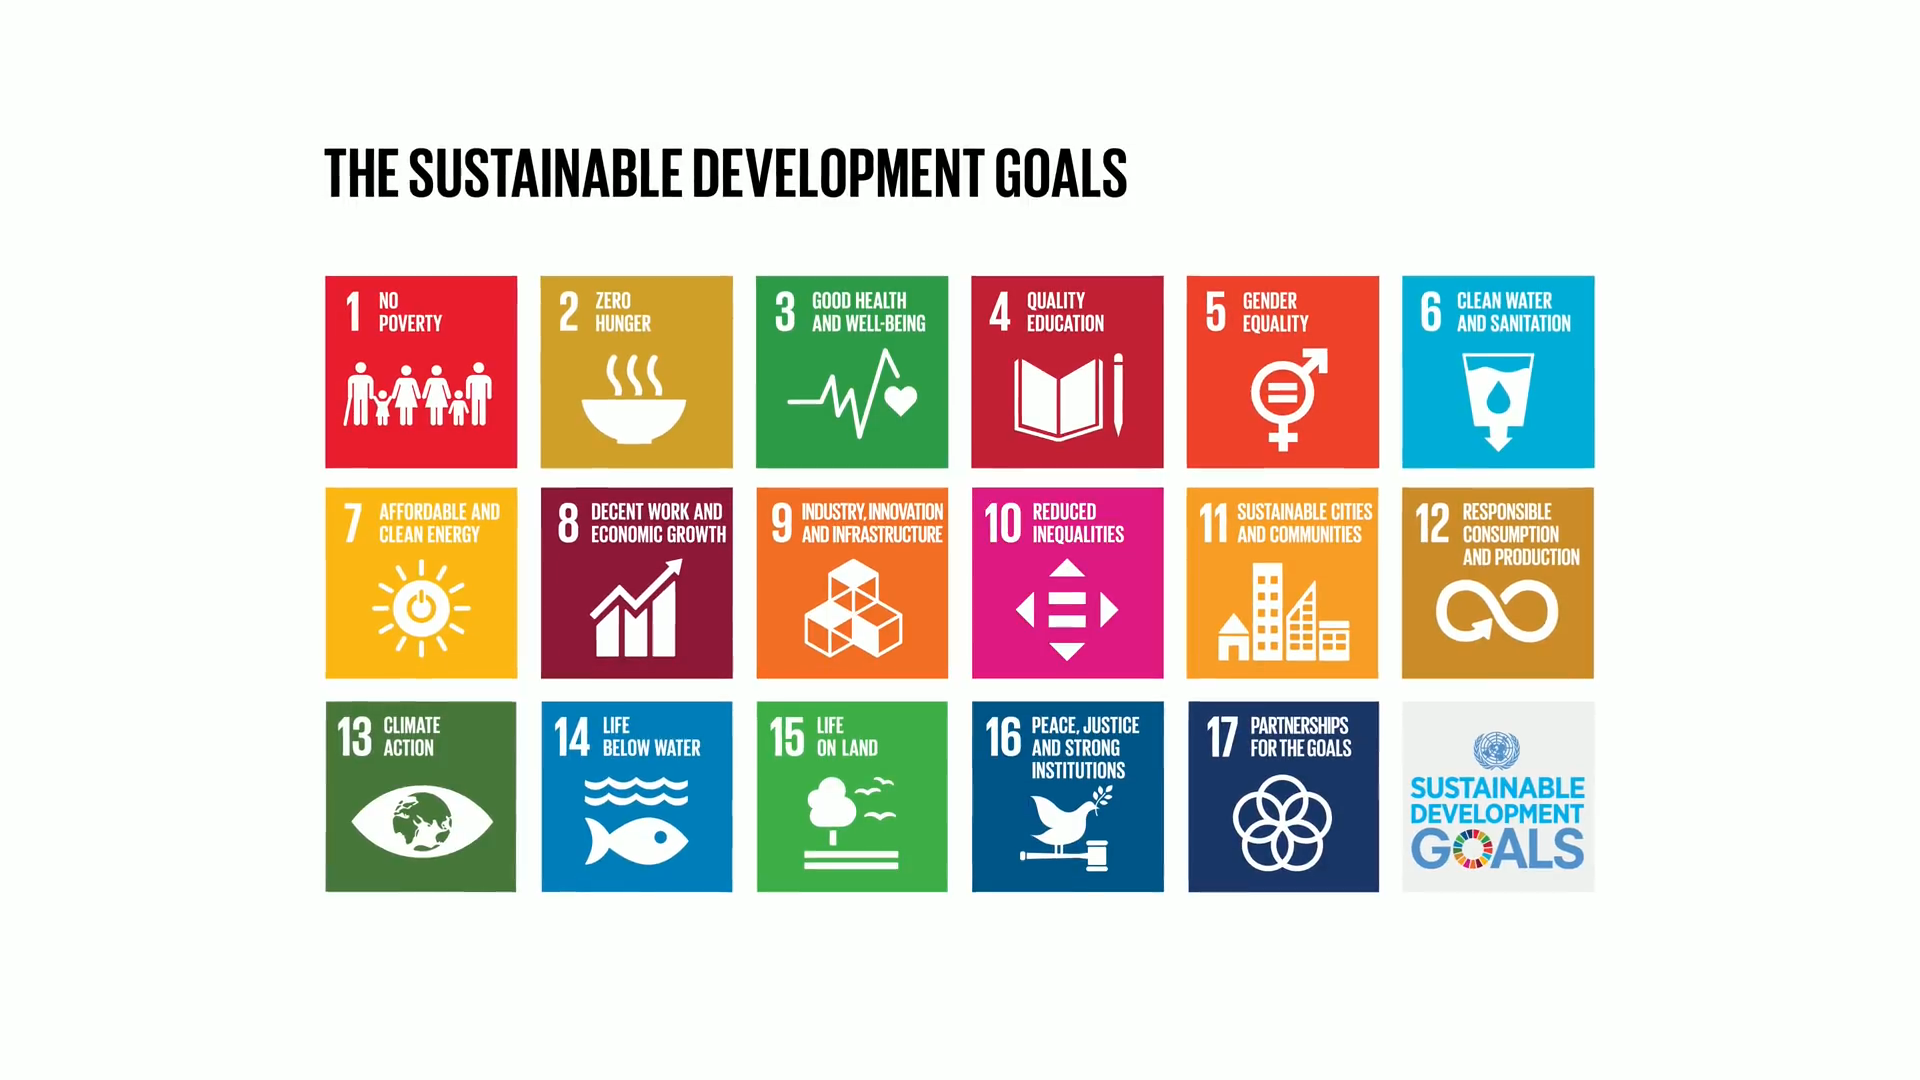 THE SUSTAINABLE DEVELOPMENT GOALS
1 NO
POVERTY
2 ZERO
HUNGER
3 GOOD HEALTH
AND WELL-BEING
4 QUALITY
EDUCATION
5 GENDER
EQUALITY
6 CLEAN WATER
AND SANITATION
7 AFFORDABLE AND
CLEAN ENERGY
8 DECENT WORK AND
ECONOMIC GROWTH
9 INDUSTRY, INNOVATION
AND INFRASTRUCTURE
10 REDUCED
INEQUALITIES
11 SUSTAINABLE CITIES
AND COMMUNITIES
12 RESPONSIBLE
CONSUMPTION
AND PRODUCTION
13 CLIMATE
ACTION
14 LIFE
BELOW WATER
15 LIFE
ON LAND
16 PEACE, JUSTICE
AND STRONG
INSTITUTIONS
17 PARTNERSHIPS
FOR THE GOALS
SUSTAINABLE
DEVELOPMENT
GOALS